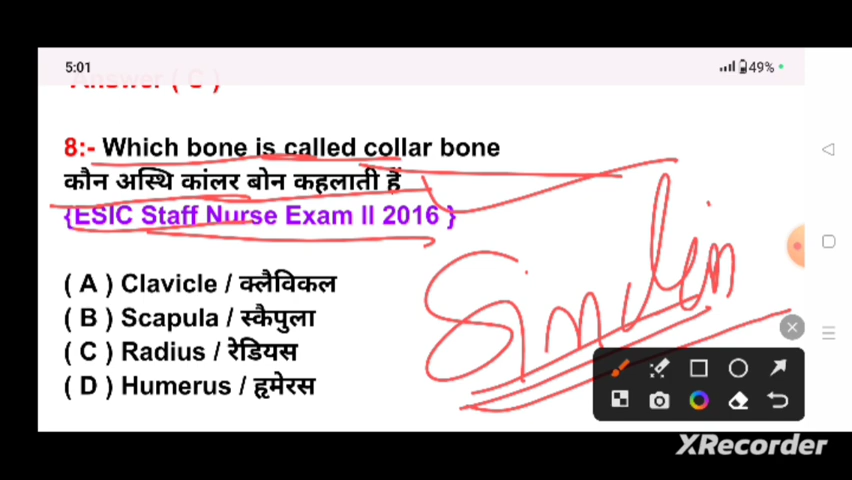 5:01
49%
Answer ( C )
8:- Which bone is called collar bone
कौन अस्थि कांलर बोन कहलाती हैं
{ESIC Staff Nurse Exam II 2016 }
( A ) Clavicle / क्लैविकल
( B ) Scapula / स्कैपुला
( C ) Radius / रेडियस
( D ) Humerus / हृमेरस
XRecorder